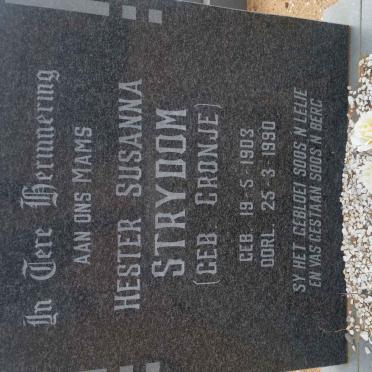 In Tere Herinnering
AAN ONS MAMS
HESTER SUSANNA
STRYDOM
(GEB. CRONJE)
GEB. 19-5-1903
OORL. 25-3-1990
SY HET GEBLOEI SOOS 'N LELIE
EN VAS GESTAAN SOOS 'N BERG